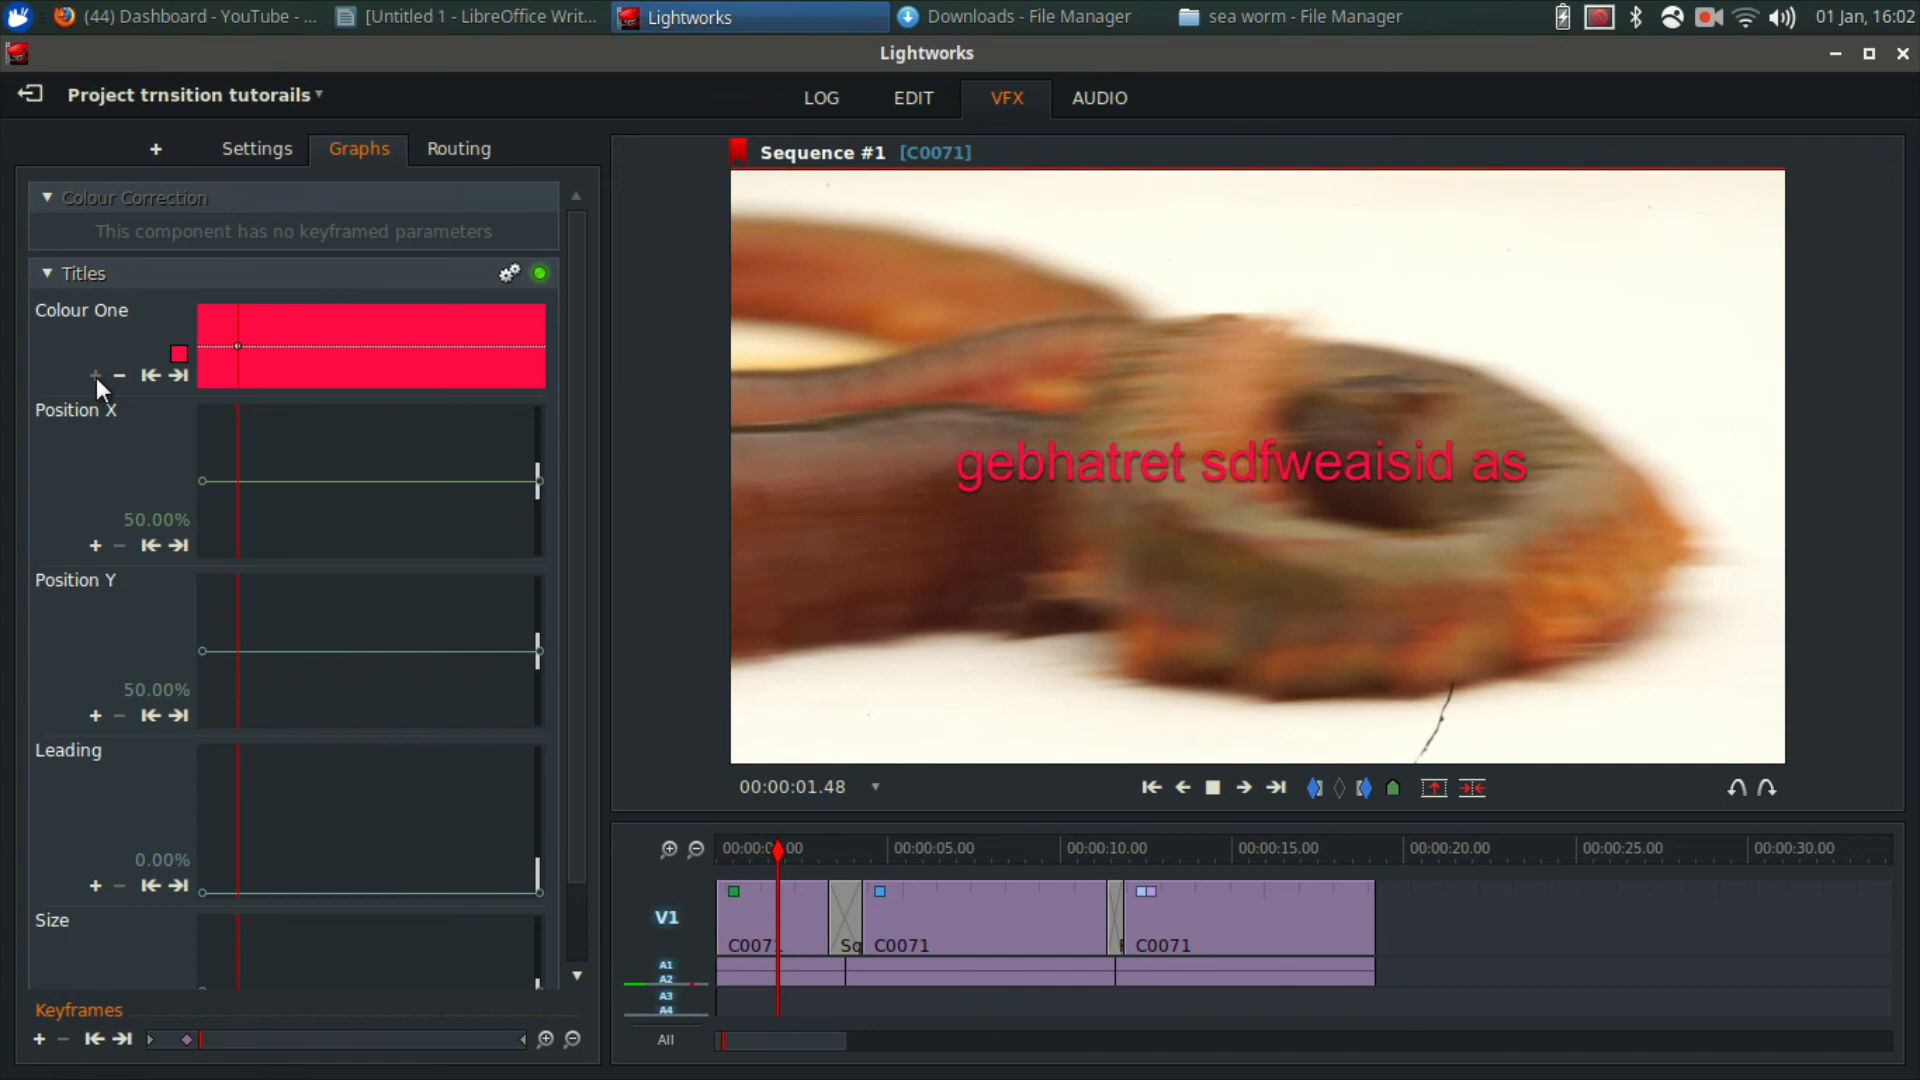 (44) Dashboard - YouTube - ...
[Untitled 1 - LibreOffice Writ...
Lightworks
Downloads - File Manager
sea worm - File Manager
01 Jan, 16:02
Lightworks
Project trnsition tutorails
LOG
EDIT
VFX
AUDIO
+
Settings
Graphs
Routing
Sequence #1 [C0071]
Colour Correction
This component has no keyframed parameters
Titles
Colour One
Position X
50.00%
Position Y
50.00%
Leading
0.00%
Size
gebhatret sdfweaisid as
00:00:01.48
00:00:05.00
00:00:10.00
00:00:15.00
00:00:20.00
00:00:25.00
00:00:30.00
V1
C0071
Sq
C0071
C0071
A1
A2
A3
A4
All
Keyframes